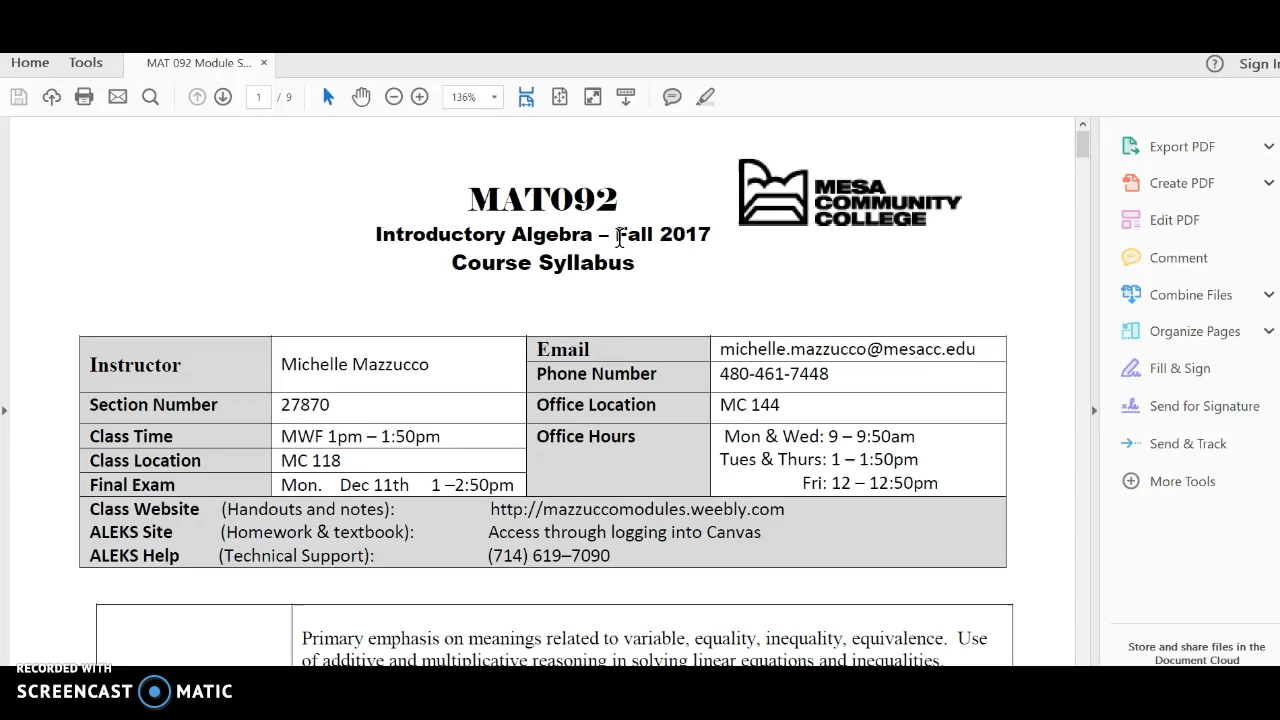 Home Tools MAT 092 Module S... × ? Sign In
1 / 9 136%
MAT092
MESA
COMMUNITY
COLLEGE
Introductory Algebra – Fall 2017
Course Syllabus
Instructor Michelle Mazzucco Email michelle.mazzucco@mesacc.edu
Phone Number 480-461-7448
Section Number 27870 Office Location MC 144
Class Time MWF 1pm – 1:50pm Office Hours Mon & Wed: 9 – 9:50am
Class Location MC 118 Tues & Thurs: 1 – 1:50pm
Final Exam Mon. Dec 11th 1 –2:50pm Fri: 12 – 12:50pm
Class Website (Handouts and notes): http://mazzuccomodules.weebly.com
ALEKS Site (Homework & textbook): Access through logging into Canvas
ALEKS Help (Technical Support): (714) 619–7090
Primary emphasis on meanings related to variable, equality, inequality, equivalence. Use
of additive and multiplicative reasoning in solving linear equations and inequalities.
Export PDF
Create PDF
Edit PDF
Comment
Combine Files
Organize Pages
Fill & Sign
Send for Signature
Send & Track
More Tools
Store and share files in the
Document Cloud
RECORDED WITH
SCREENCAST MATIC